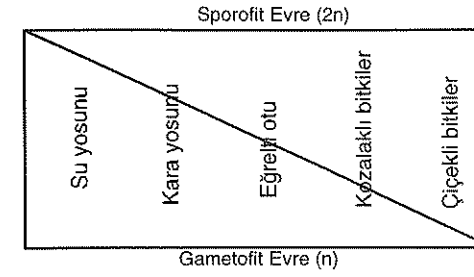 Sporofit Evre (2n)
Su yosunu
Kara yosunu
Eğrelti otu
Kozalaklı bitkiler
Çiçekli bitkiler
Gametofit Evre (n)